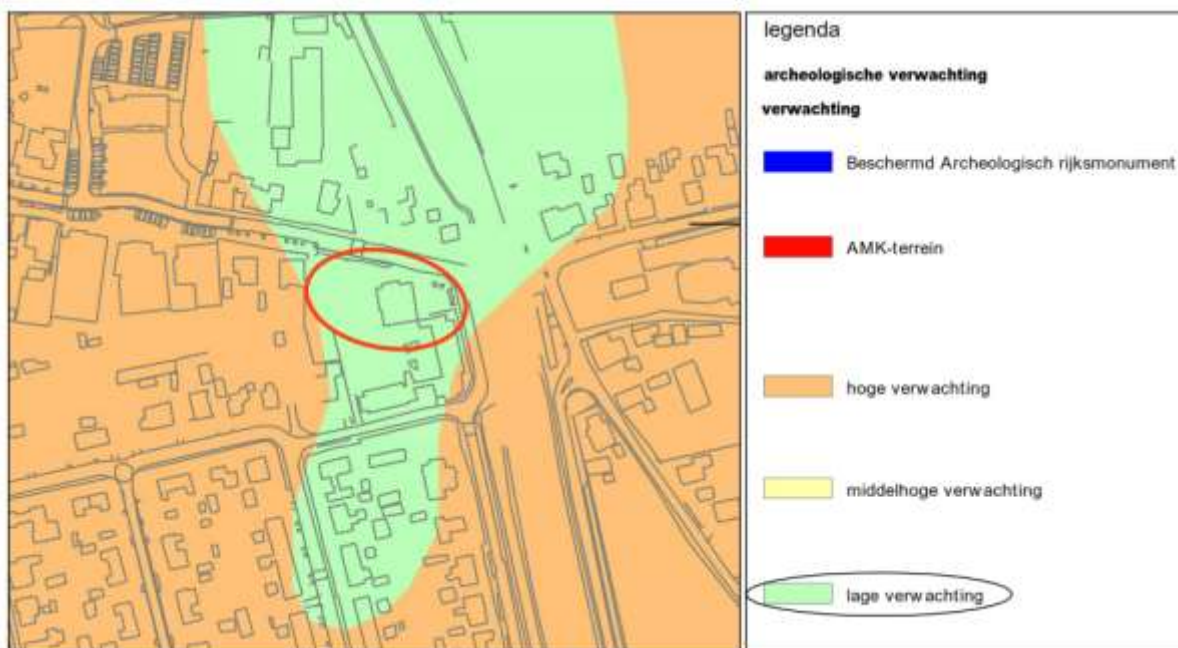 legenda
archeologische verwachting
verwachting
Beschermd Archeologisch rijksmonument
AMK-terrein
hoge verwachting
middelhoge verwachting
lage verwachting